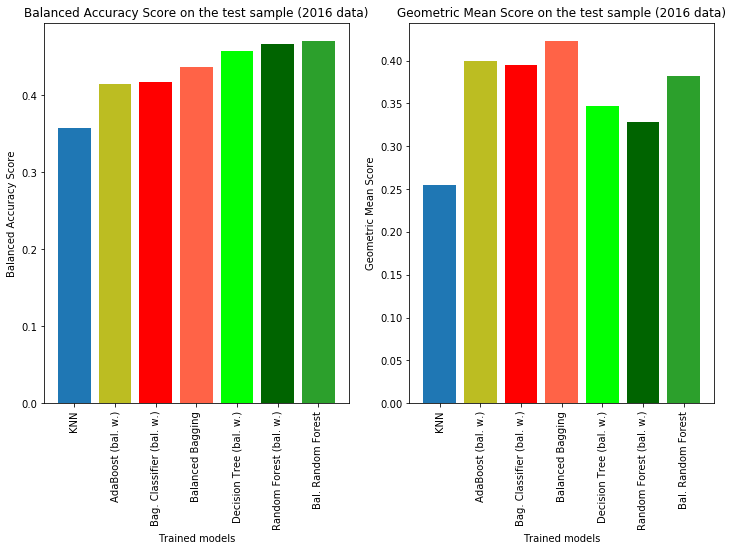 Balanced Accuracy Score on the test sample (2016 data)
Balanced Accuracy Score
0.4
0.3
0.2
0.1
0.0
KNN
AdaBoost (bal. w.)
Bag. Classifier (bal. w.)
Balanced Bagging
Decision Tree (bal. w.)
Random Forest (bal. w.)
Bal. Random Forest
Trained models
Geometric Mean Score on the test sample (2016 data)
Geometric Mean Score
0.40
0.35
0.30
0.25
0.20
0.15
0.10
0.05
0.00
KNN
AdaBoost (bal. w.)
Bag. Classifier (bal. w.)
Balanced Bagging
Decision Tree (bal. w.)
Random Forest (bal. w.)
Bal. Random Forest
Trained models